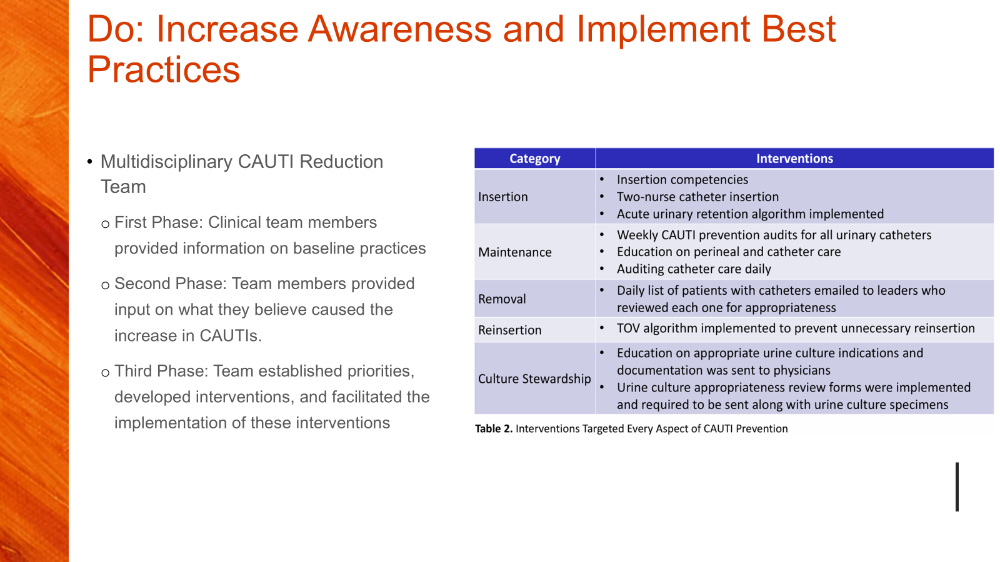 Do: Increase Awareness and Implement Best
Practices
• Multidisciplinary CAUTI Reduction
Team
o First Phase: Clinical team members
provided information on baseline practices
o Second Phase: Team members provided
input on what they believe caused the
increase in CAUTIs.
o Third Phase: Team established priorities,
developed interventions, and facilitated the
implementation of these interventions
Category Interventions
Insertion
• Insertion competencies
• Two-nurse catheter insertion
• Acute urinary retention algorithm implemented
Maintenance
• Weekly CAUTI prevention audits for all urinary catheters
• Education on perineal and catheter care
• Auditing catheter care daily
Removal
• Daily list of patients with catheters emailed to leaders who
reviewed each one for appropriateness
Reinsertion
• TOV algorithm implemented to prevent unnecessary reinsertion
Culture Stewardship
• Education on appropriate urine culture indications and
documentation was sent to physicians
• Urine culture appropriateness review forms were implemented
and required to be sent along with urine culture specimens
Table 2. Interventions Targeted Every Aspect of CAUTI Prevention